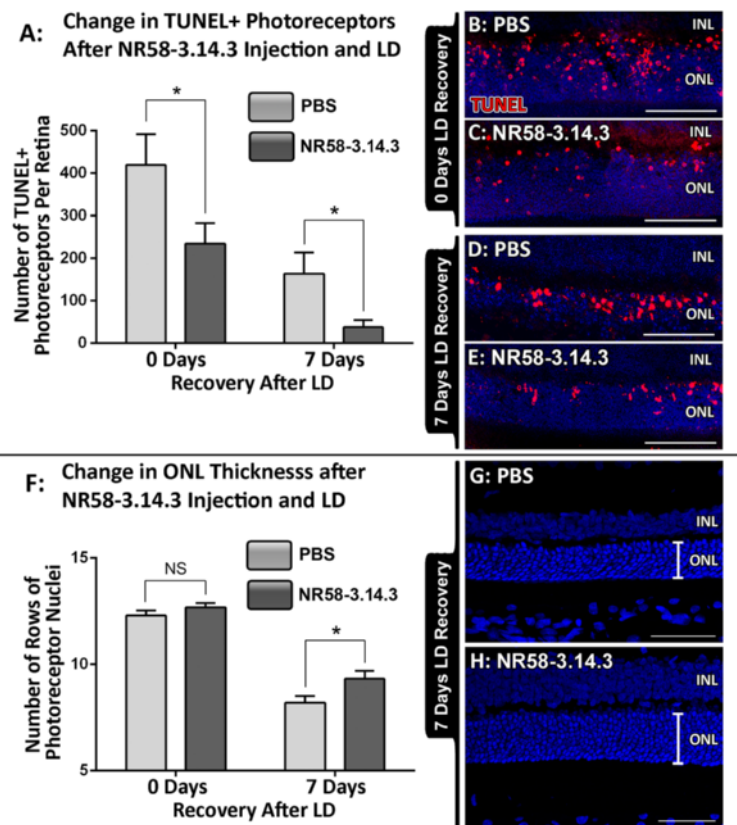 A: Change in TUNEL+ Photoreceptors
After NR58-3.14.3 Injection and LD
*
PBS
NR58-3.14.3
*
500
400
300
200
100
0
Number of TUNEL+
Photoreceptors Per Retina
0 Days
7 Days
Recovery After LD
0 Days LD Recovery
B: PBS
INL
ONL
TUNEL
C: NR58-3.14.3
INL
ONL
7 Days LD Recovery
D: PBS
INL
ONL
E: NR58-3.14.3
INL
ONL
F: Change in ONL Thicknesss after
NR58-3.14.3 Injection and LD
NS
PBS
NR58-3.14.3
*
15
10
5
Number of Rows of
Photoreceptor Nuclei
0 Days
7 Days
Recovery After LD
7 Days LD Recovery
G: PBS
INL
ONL
H: NR58-3.14.3
INL
ONL